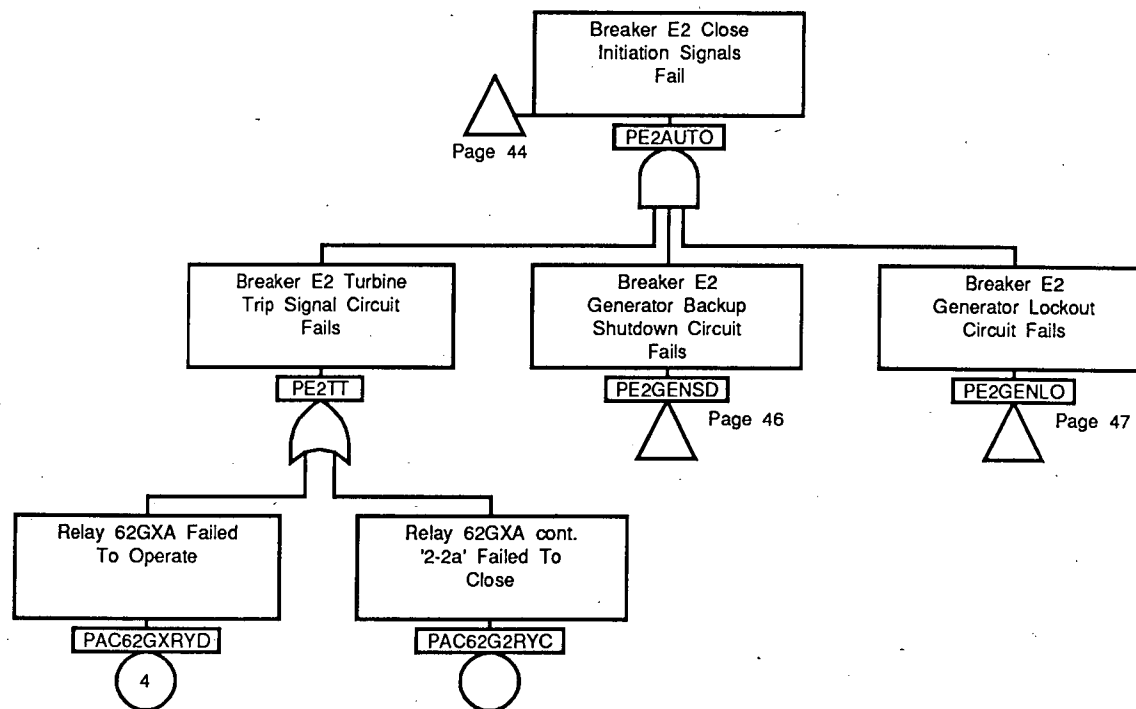 Breaker E2 Close
Initiation Signals
Fail
Page 44
PE2AUTO
Breaker E2 Turbine
Trip Signal Circuit
Fails
PE2TT
Breaker E2
Generator Backup
Shutdown Circuit
Fails
PE2GENSD
Page 46
Breaker E2
Generator Lockout
Circuit Fails
PE2GENLO
Page 47
Relay 62GXA Failed
To Operate
PAC62GXRYD
4
Relay 62GXA cont.
'2-2a' Failed To
Close
PAC62G2RYC